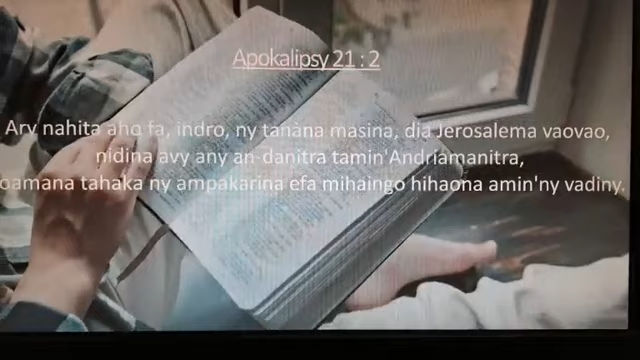 Apokalipsy 21 : 2
Ary nahita aho fa, indro, ny tanàna masina, dia Jerosalema vaovao,
nidina avy any an-danitra tamin'Andriamanitra,
oamana tahaka ny ampakarina efa mihaingo hihaona amin'ny vadiny.